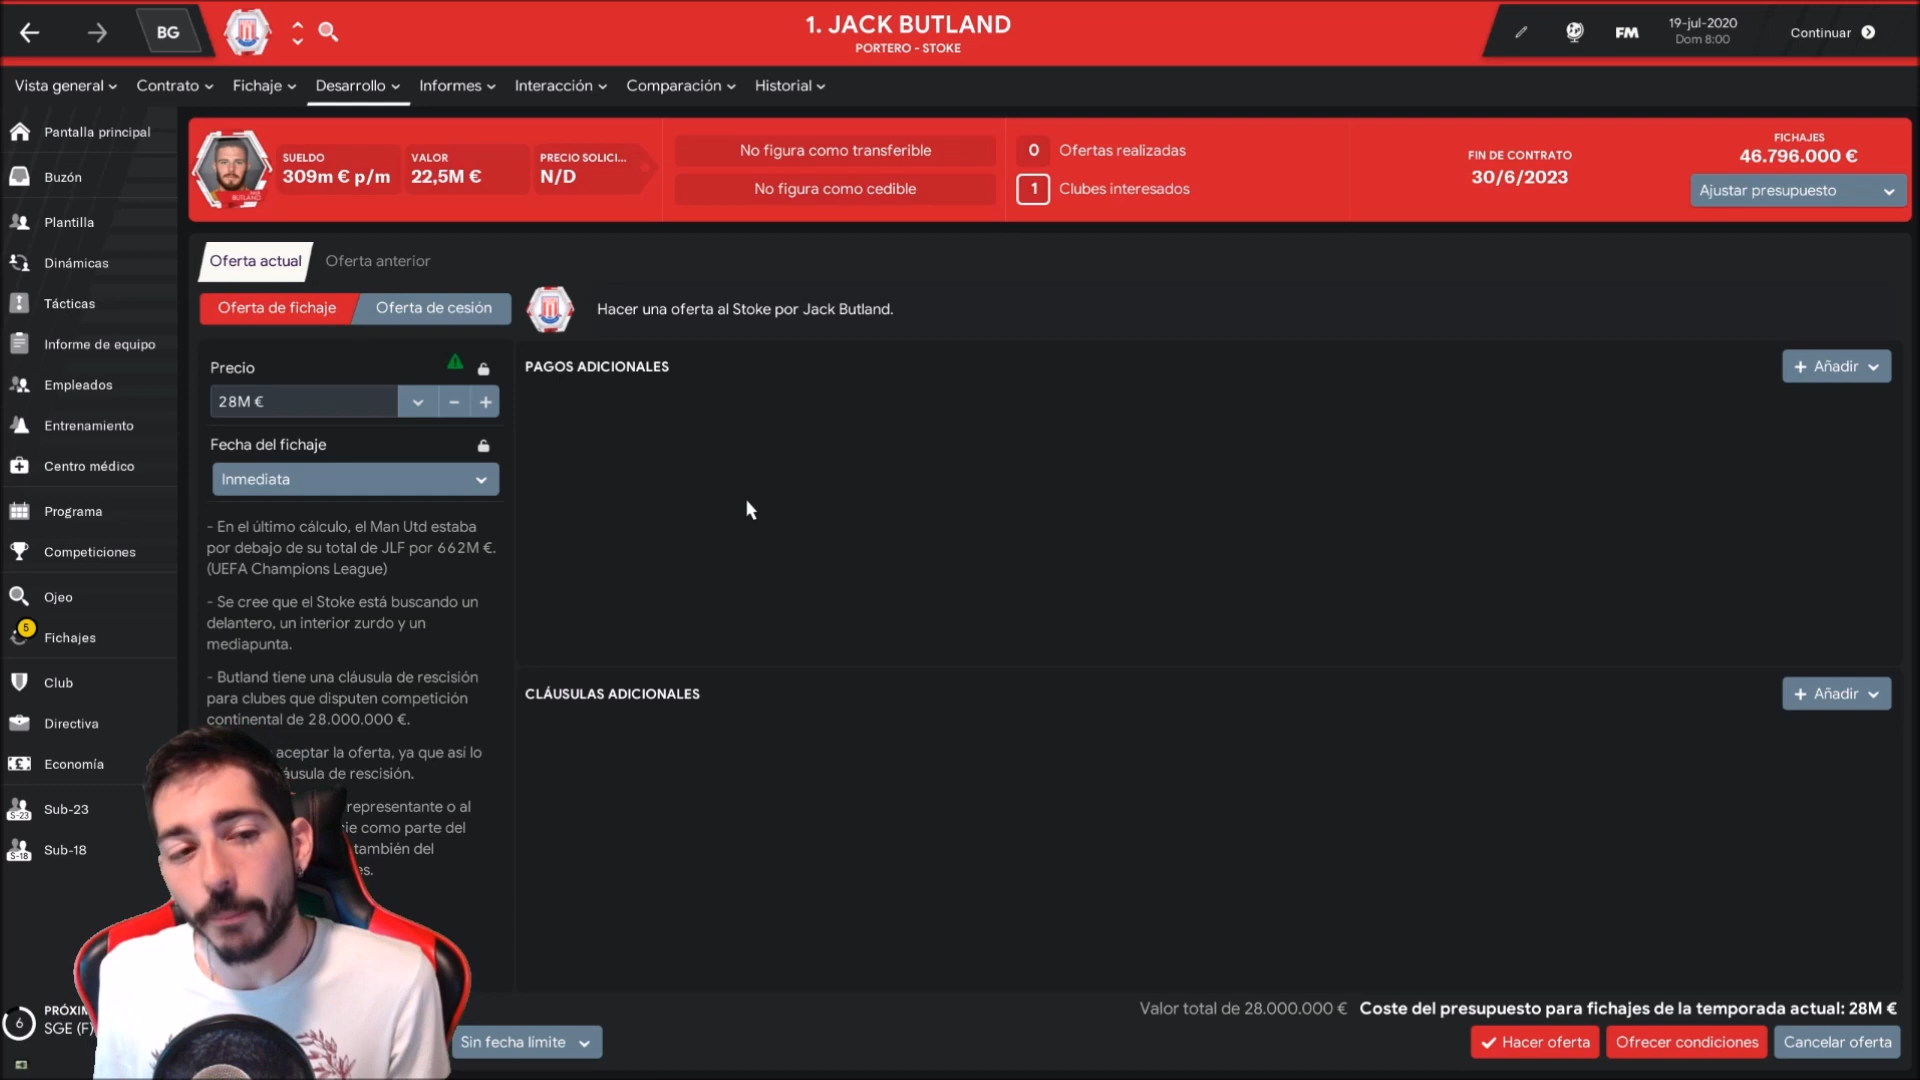 BG
1. JACK BUTLAND
PORTERO - STOKE
FM
19-jul-2020
Dom 8:00
Continuar
Vista general
Contrato
Fichaje
Desarrollo
Informes
Interacción
Comparación
Historial
Pantalla principal
Buzón
Plantilla
Dinámicas
Tácticas
Informe de equipo
Empleados
Entrenamiento
Centro médico
Programa
Competiciones
Ojeo
5
Fichajes
Club
Directiva
Economía
S-23
Sub-23
S-18
Sub-18
6
SGE (F)
BUTLAND
SUELDO
309m € p/m
VALOR
22,5M €
PRECIO SOLICI...
N/D
No figura como transferible
No figura como cedible
0 Ofertas realizadas
1 Clubes interesados
FIN DE CONTRATO
30/6/2023
FICHAJES
46.796.000 €
Ajustar presupuesto
Oferta actual
Oferta anterior
Oferta de fichaje
Oferta de cesión
Hacer una oferta al Stoke por Jack Butland.
Precio
28M €
Fecha del fichaje
Inmediata
- En el último cálculo, el Man Utd estaba
por debajo de su total de JLF por 662M €.
(UEFA Champions League)
- Se cree que el Stoke está buscando un
delantero, un interior zurdo y un
mediapunta.
- Butland tiene una cláusula de rescisión
para clubes que disputen competición
continental de 28.000.000 €.
aceptar la oferta, ya que así lo
áusula de rescisión.
representante o al
cie como parte del
también del
es.
PAGOS ADICIONALES
+ Añadir
CLÁUSULAS ADICIONALES
+ Añadir
Valor total de 28.000.000 € Coste del presupuesto para fichajes de la temporada actual: 28M €
Sin fecha límite
Hacer oferta
Ofrecer condiciones
Cancelar oferta